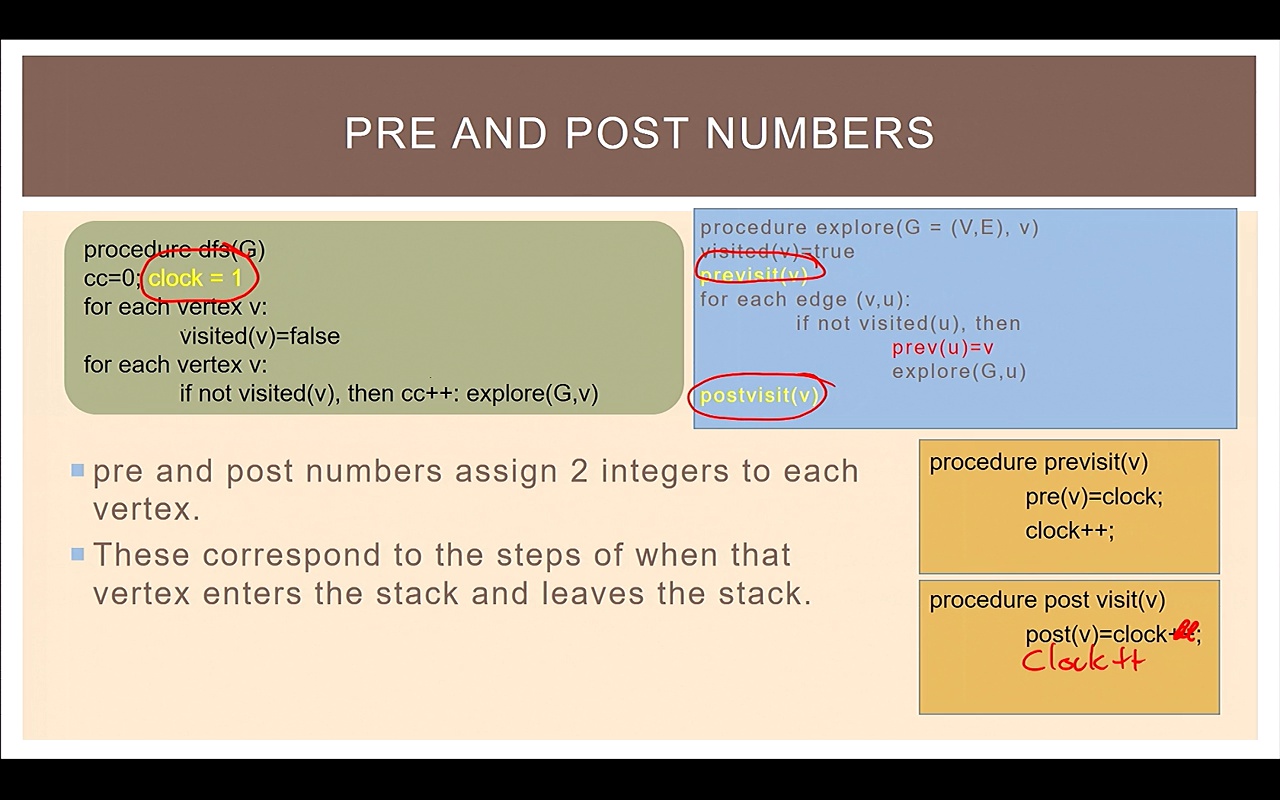 PRE AND POST NUMBERS
procedure dfs(G)
cc=0; clock = 1
for each vertex v:
visited(v)=false
for each vertex v:
if not visited(v), then cc++: explore(G,v)
procedure explore(G = (V,E), v)
visited(v)=true
previsit(v)
for each edge (v,u):
if not visited(u), then
prev(u)=v
explore(G,u)
postvisit(v)
pre and post numbers assign 2 integers to each
vertex.
These correspond to the steps of when that
vertex enters the stack and leaves the stack.
procedure previsit(v)
pre(v)=clock;
clock++;
procedure post visit(v)
post(v)=clock++;
Clock++